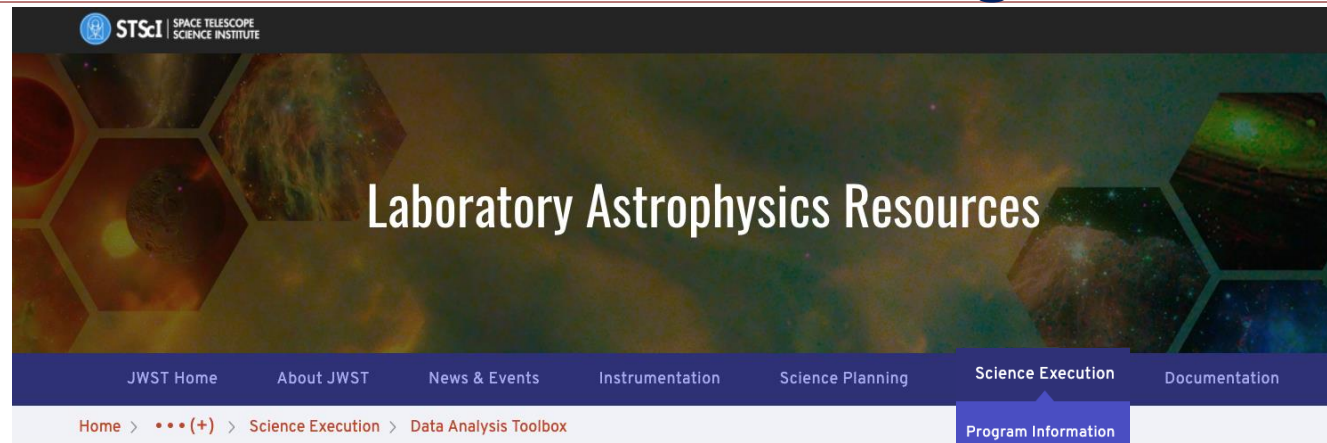 STScI | SPACE TELESCOPE
SCIENCE INSTITUTE
Laboratory Astrophysics Resources
JWST Home About JWST News & Events Instrumentation Science Planning Science Execution Documentation
Home > •••(+) > Science Execution > Data Analysis Toolbox
Program Information